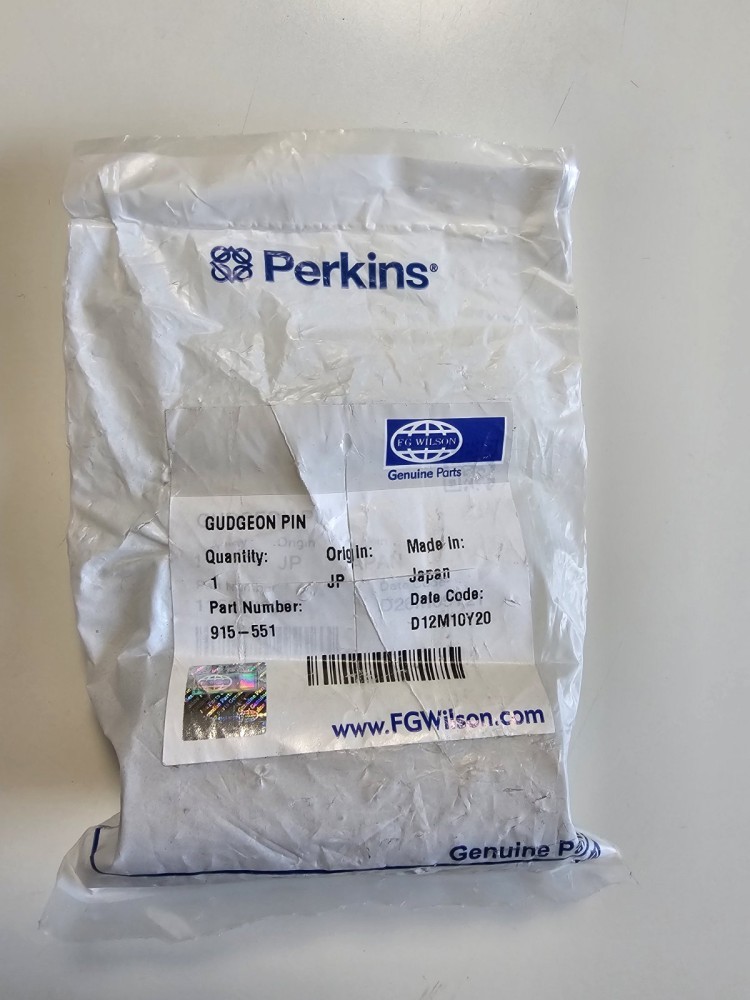 Perkins®
FG WILSON
Genuine Parts
GUDGEON PIN
Quantity: Origin: Made In:
1 JP Japan
Part Number: Date Code:
915-551 D12M10Y20
www.FGWilson.com
Genuine